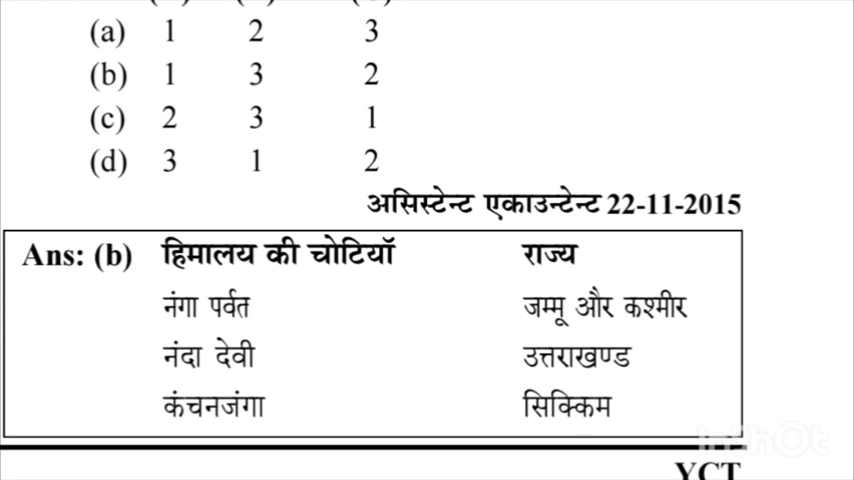 (a) 1 2 3
(b) 1 3 2
(c) 2 3 1
(d) 3 1 2
असिस्टेन्ट एकाउन्टेन्ट 22-11-2015
Ans: (b) हिमालय की चोटियॉ राज्य
नंगा पर्वत जम्मू और कश्मीर
नंदा देवी उत्तराखण्ड
कंचनजंगा सिक्किम
InShOt
YCT